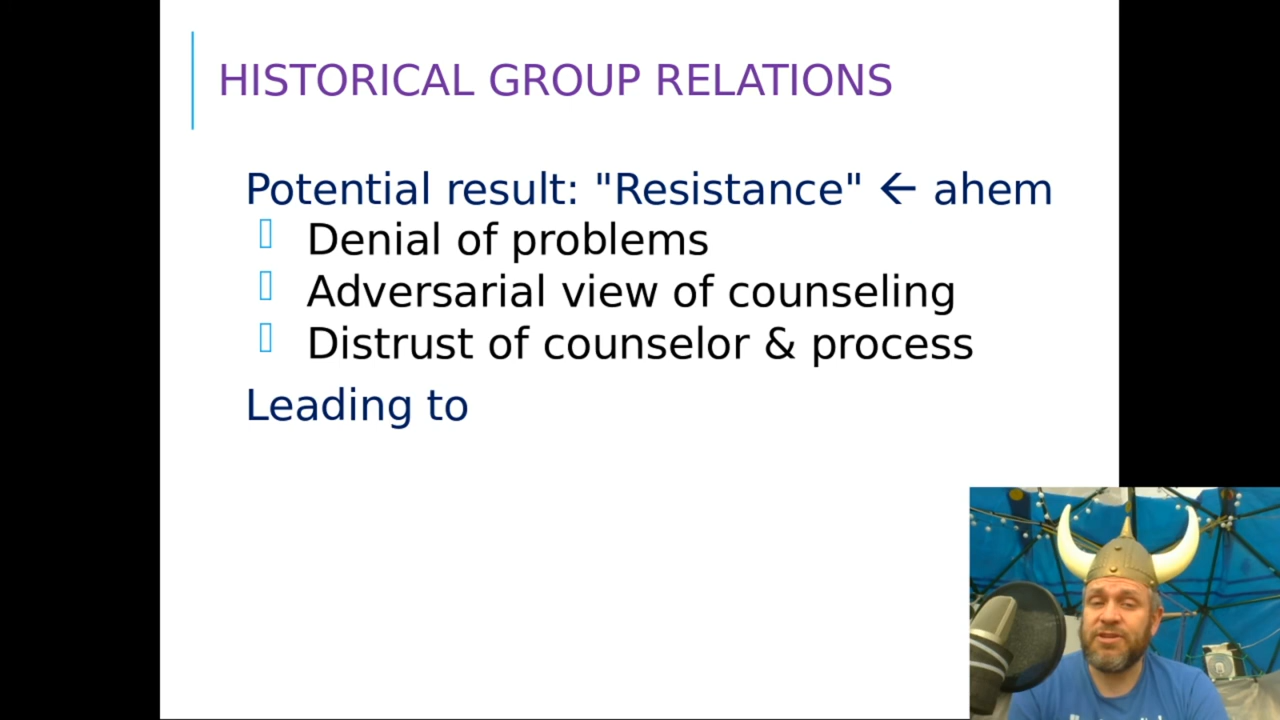 HISTORICAL GROUP RELATIONS
Potential result: "Resistance" ← ahem
Denial of problems
Adversarial view of counseling
Distrust of counselor & process
Leading to